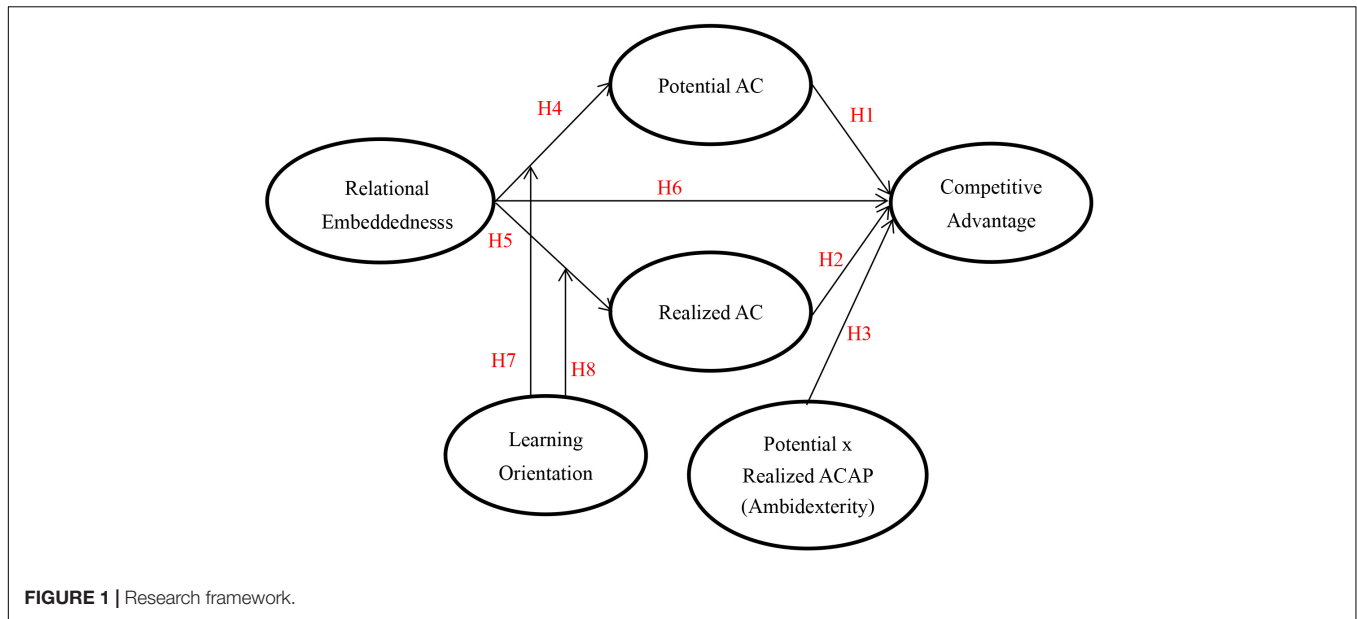 Potential AC
H4
H1
Relational
Embeddednesss
H6
Competitive
Advantage
H5
H2
Realized AC
H3
H7
H8
Learning
Orientation
Potential x
Realized ACAP
(Ambidexterity)
FIGURE 1 | Research framework.